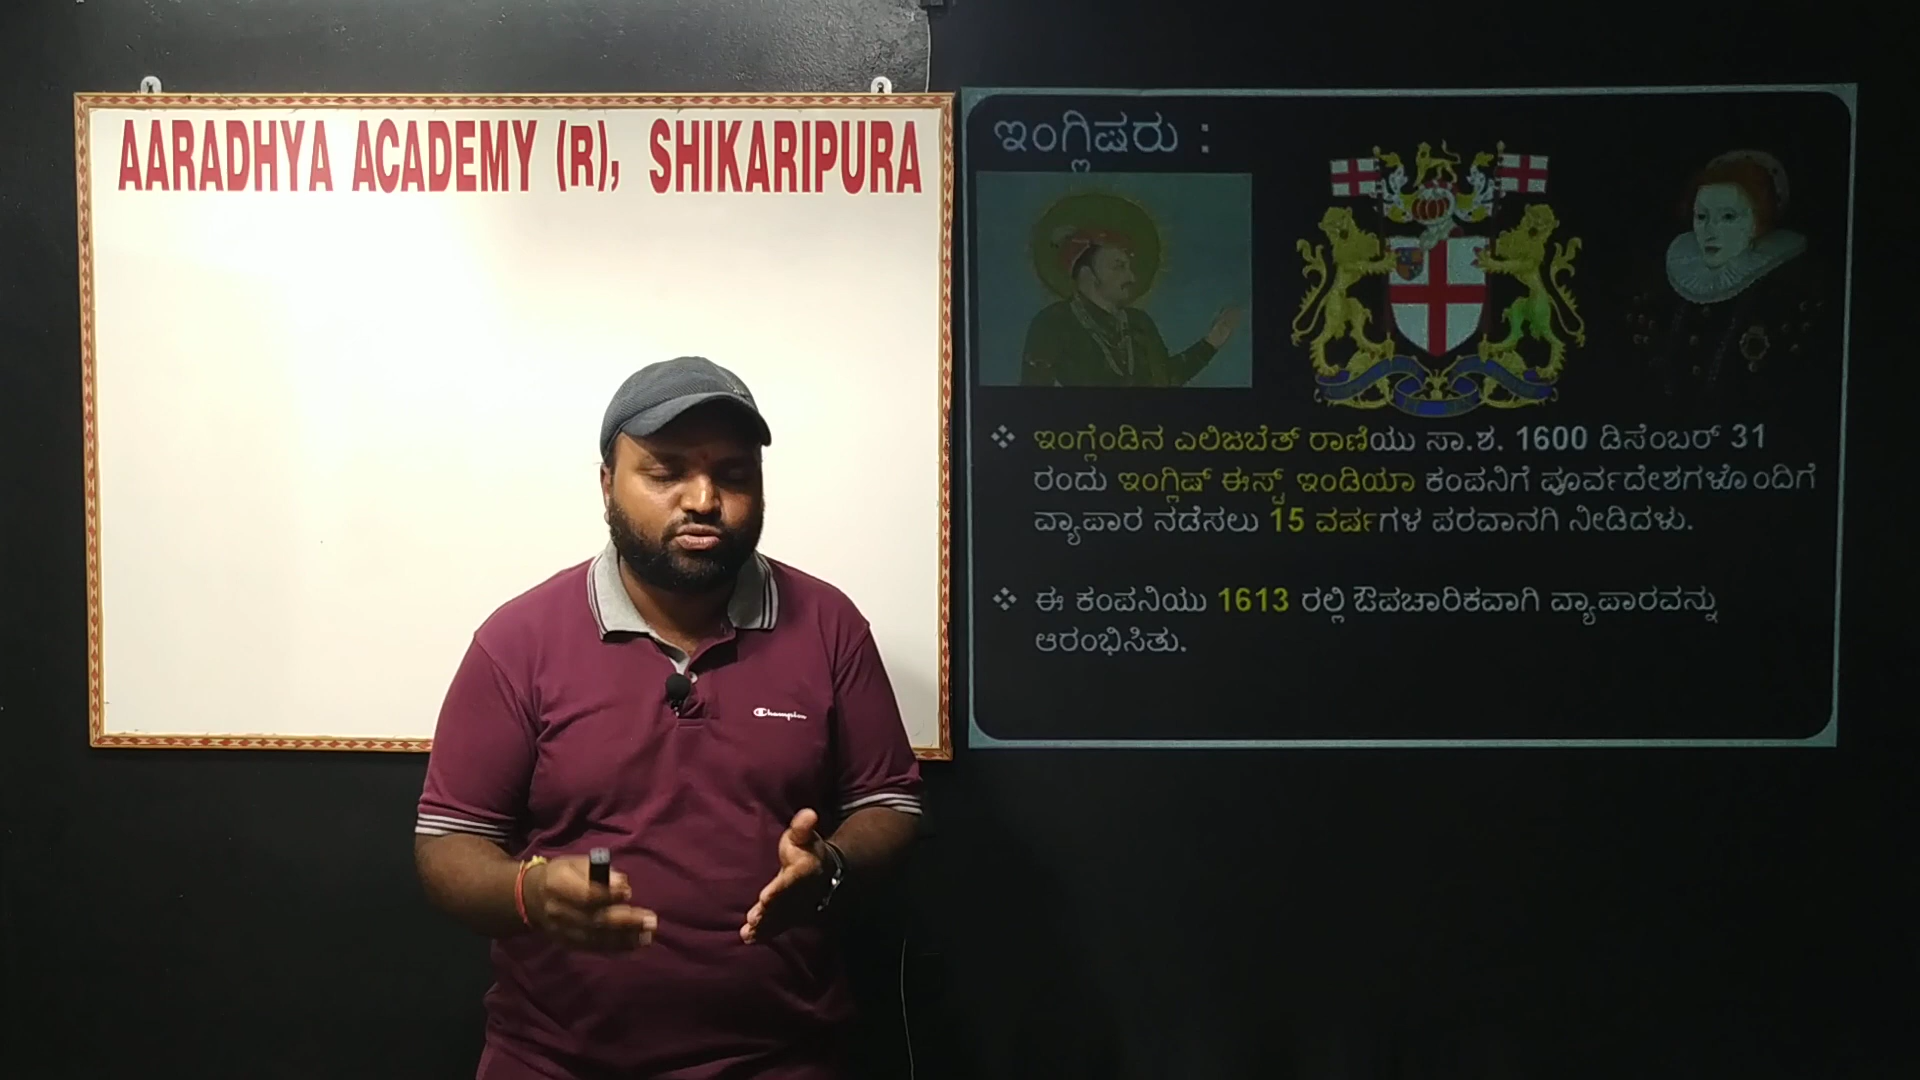 AARADHYA ACADEMY (R), SHIKARIPURA
ಇಂಗ್ಲಿಷರು :
❖ ಇಂಗ್ಲೆಂಡಿನ ಎಲಿಜಬೆತ್ ರಾಣಿಯು ಸಾ.ಶ. 1600 ಡಿಸೆಂಬರ್ 31
ರಂದು ಇಂಗ್ಲಿಷ್ ಈಸ್ಟ್ ಇಂಡಿಯಾ ಕಂಪನಿಗೆ ಪೂರ್ವದೇಶಗಳೊಂದಿಗೆ
ವ್ಯಾಪಾರ ನಡೆಸಲು 15 ವರ್ಷಗಳ ಪರವಾನಗಿ ನೀಡಿದಳು.
❖ ಈ ಕಂಪನಿಯು 1613 ರಲ್ಲಿ ಔಪಚಾರಿಕವಾಗಿ ವ್ಯಾಪಾರವನ್ನು
ಆರಂಭಿಸಿತು.
Champion